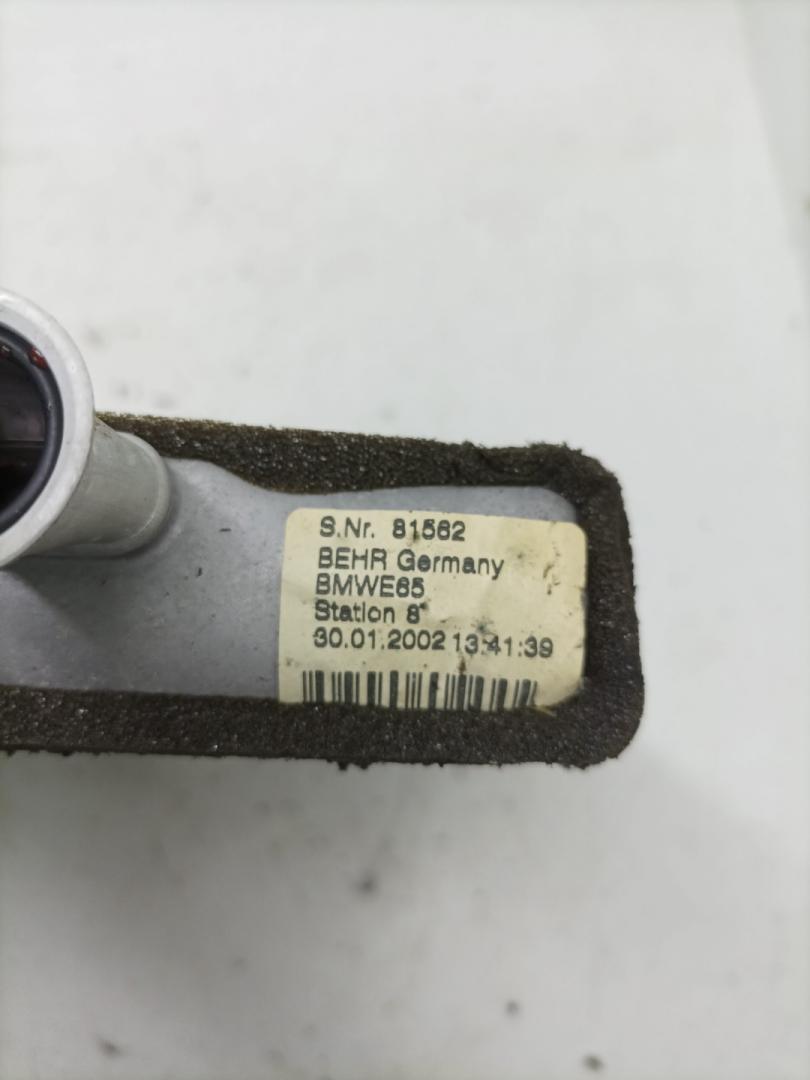 S.Nr. 81562
BEHR Germany
BMWE65
Station 8
30.01.2002 13:41:39